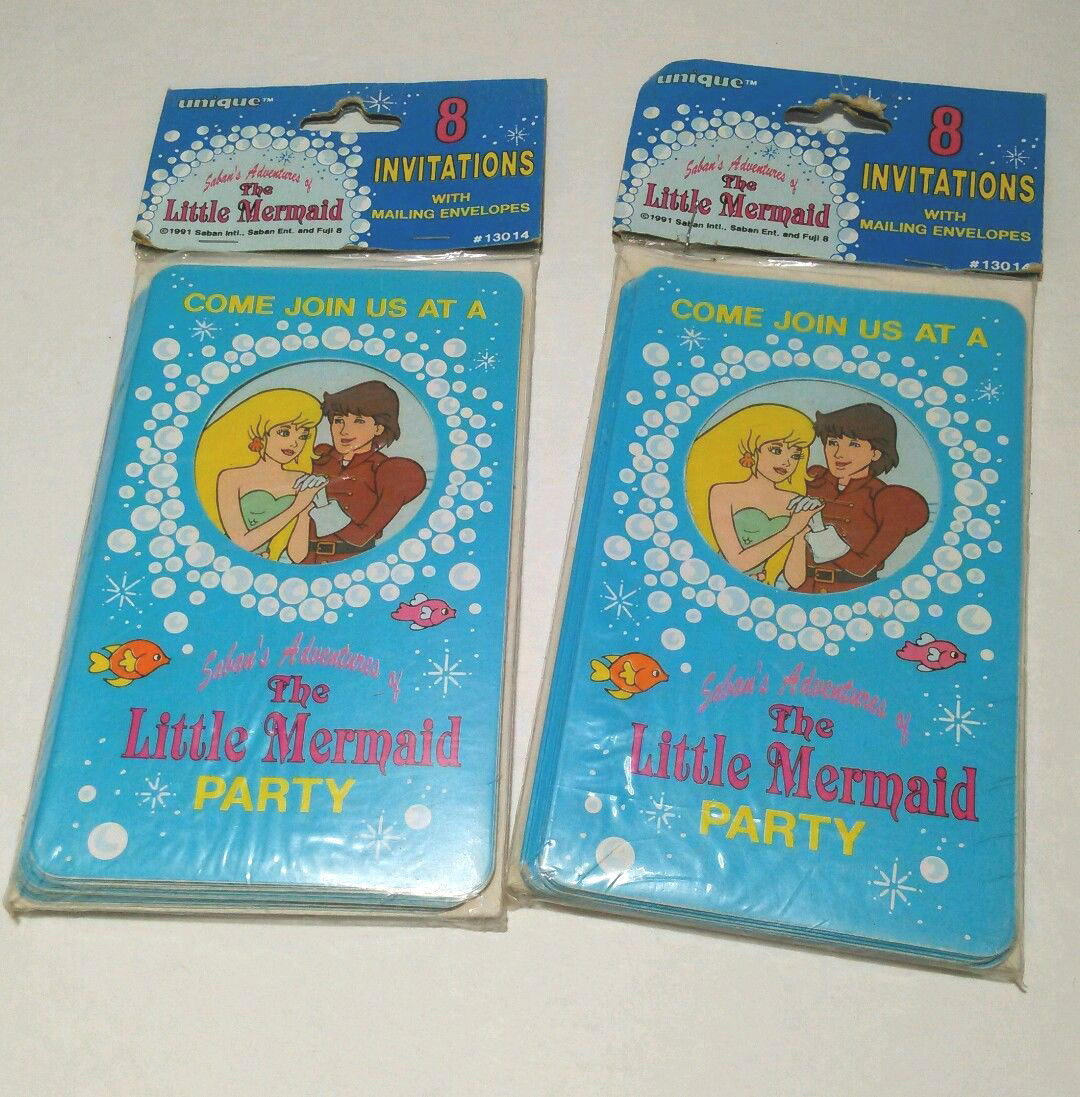 unique™
8
INVITATIONS
WITH
MAILING ENVELOPES
#13014
Saban's Adventures of
The
Little Mermaid
©1991 Saban Intl., Saban Ent. and Fuji 8
COME JOIN US AT A
Saban's Adventures of
The
Little Mermaid
PARTY
unique™
8
INVITATIONS
WITH
MAILING ENVELOPES
#13014
Saban's Adventures of
The
Little Mermaid
©1991 Saban Intl., Saban Ent. and Fuji 8
COME JOIN US AT A
Saban's Adventures of
The
Little Mermaid
PARTY